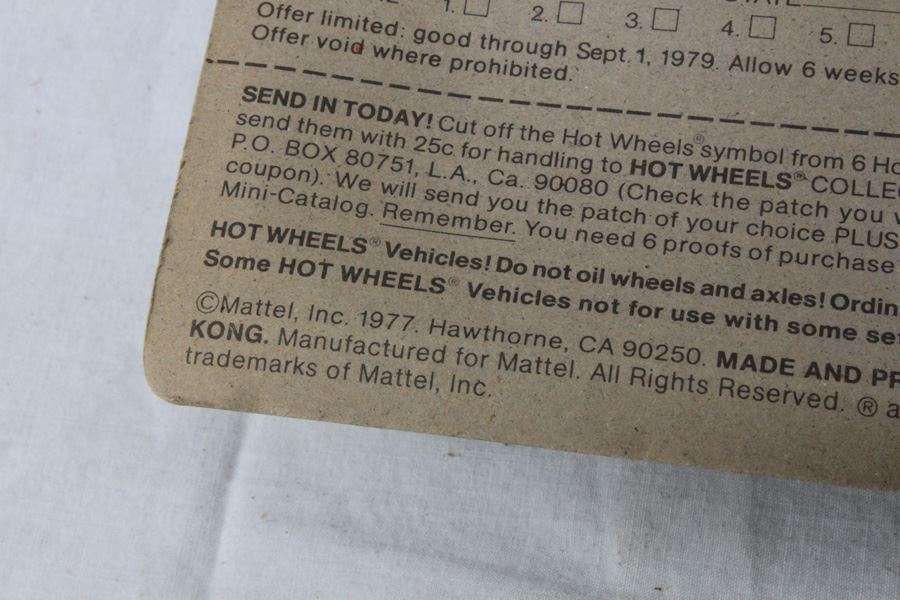 1. 2. 3. 4. 5.
Offer limited: good through Sept. 1, 1979. Allow 6 weeks
Offer void where prohibited.
SEND IN TODAY! Cut off the Hot Wheels® symbol from 6 Ho
send them with 25c for handling to HOT WHEELS® COLLEC
P.O. BOX 80751, L.A., Ca. 90080 (Check the patch you
coupon). We will send you the patch of your choice PLUS
Mini-Catalog. Remember. You need 6 proofs of purchase
HOT WHEELS® Vehicles! Do not oil wheels and axles! Ordin
Some HOT WHEELS® Vehicles not for use with some set
©Mattel, Inc. 1977. Hawthorne, CA 90250. MADE AND PR
KONG. Manufactured for Mattel. All Rights Reserved. ® a
trademarks of Mattel, Inc.